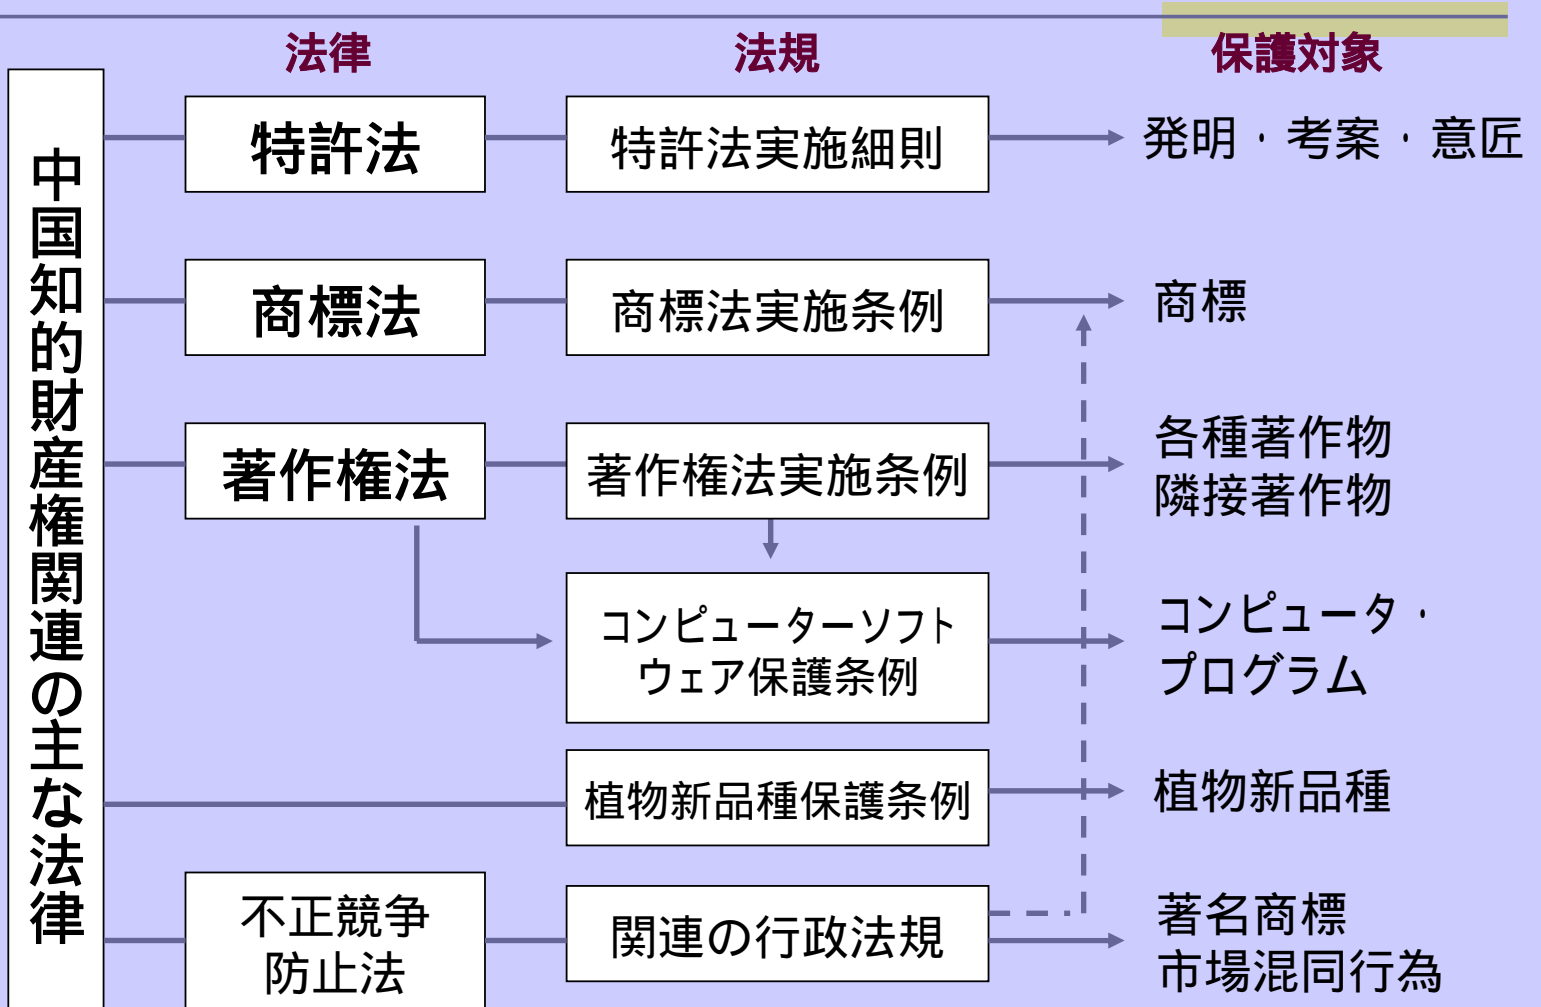 法律
法規
保護対象
中国知的財産権関連の主な法律
特許法
特許法実施細則
発明・考案・意匠
商標法
商標法実施条例
商標
著作権法
著作権法実施条例
各種著作物
隣接著作物
コンピューターソフト
ウェア保護条例
コンピュータ・
プログラム
植物新品種保護条例
植物新品種
不正競争
防止法
関連の行政法規
著名商標
市場混同行為